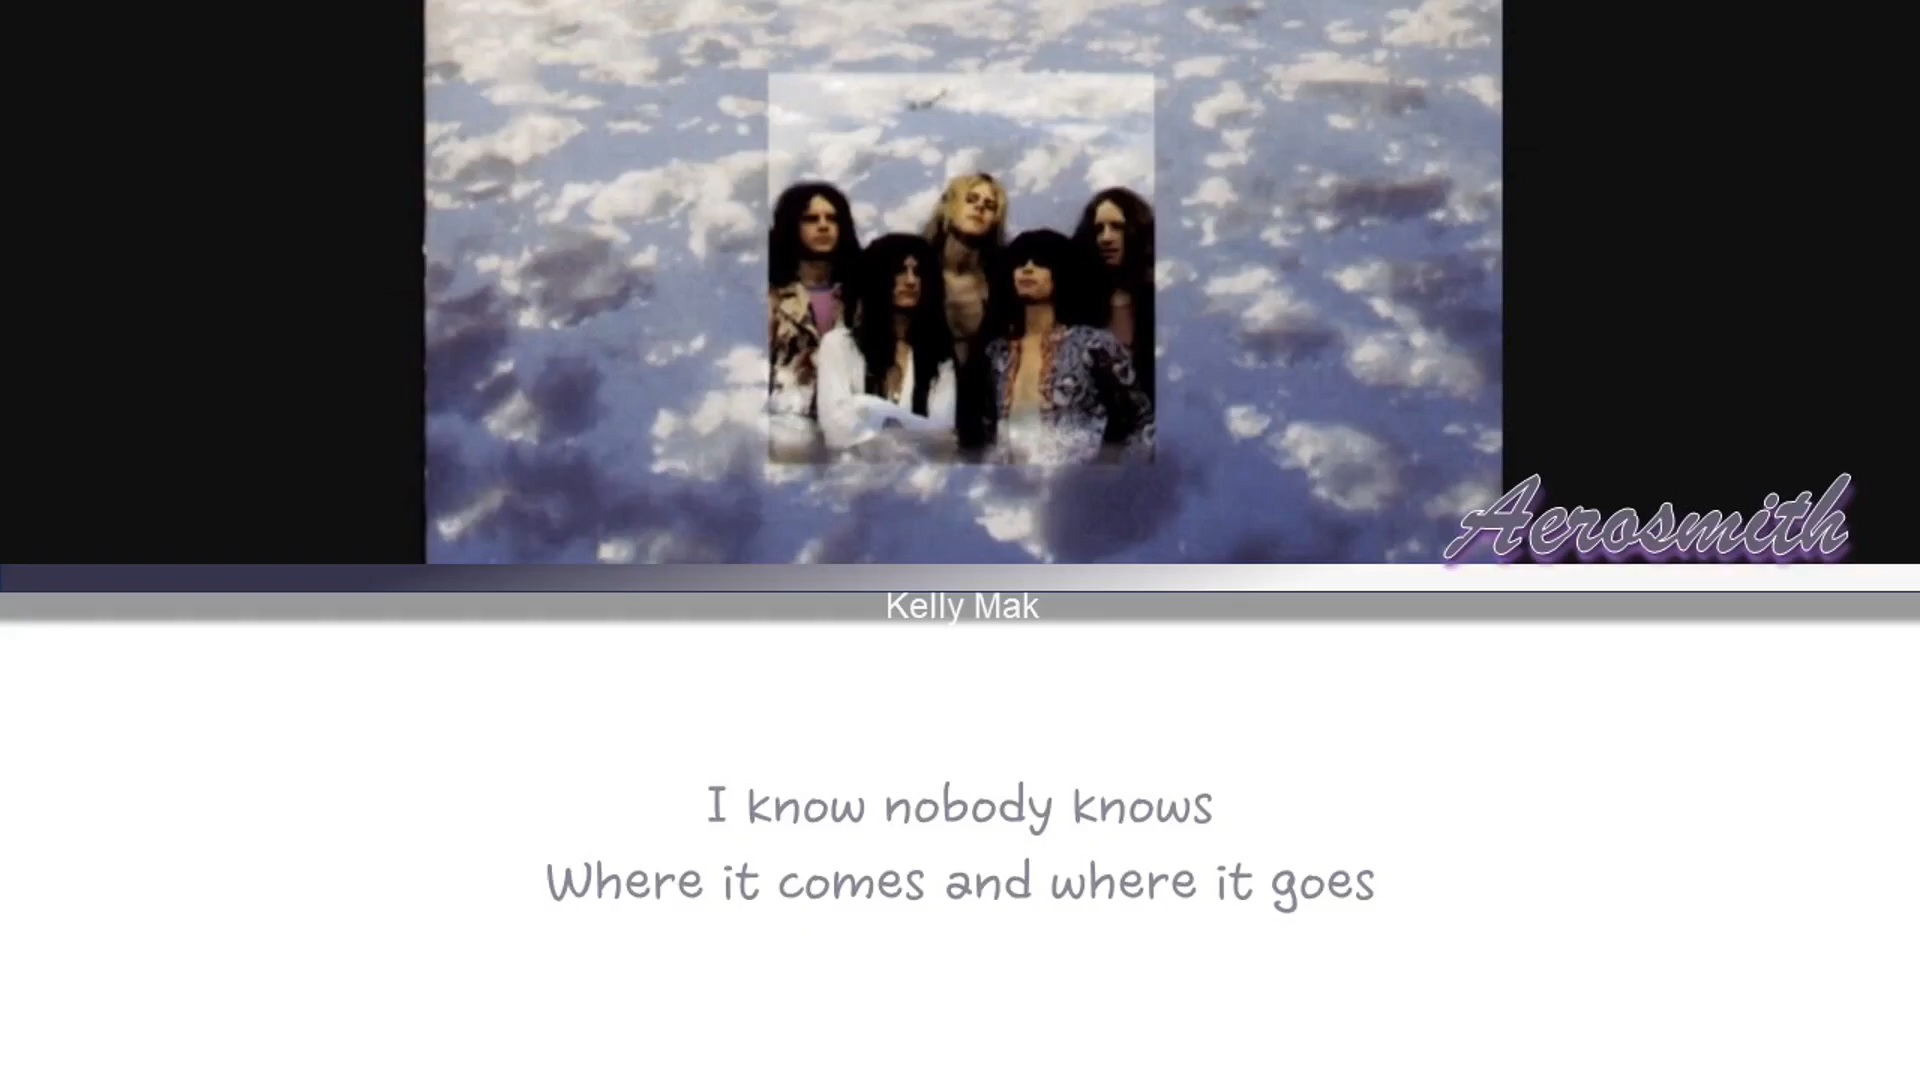 Aerosmith
Kelly Mak
I know nobody knows
Where it comes and where it goes